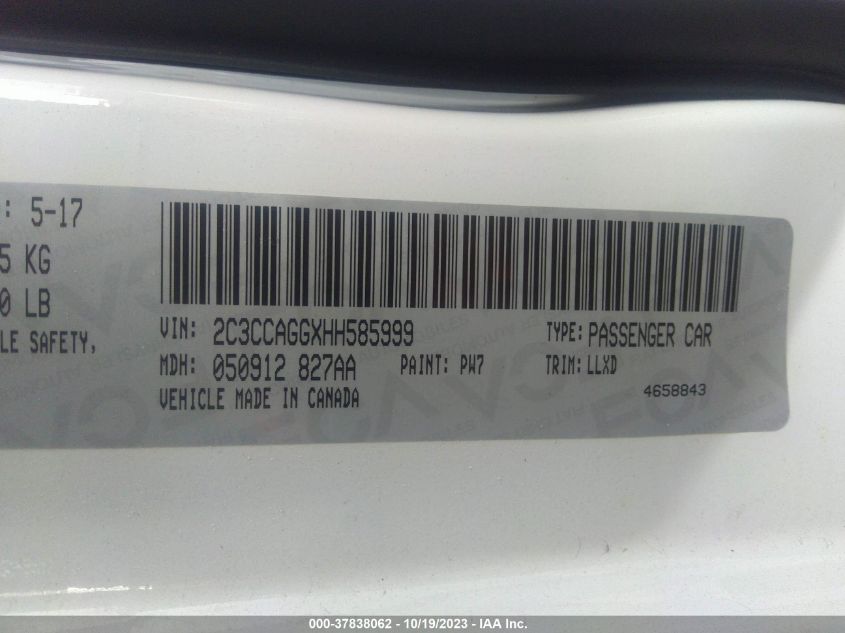 : 5-17
5 KG
0 LB
LE SAFETY,
VIN: 2C3CCAGGXHH585999 TYPE: PASSENGER CAR
MDH: 050912 827AA PAINT: PW7 TRIM: LLXD
VEHICLE MADE IN CANADA 4658843
000-37838062 - 10/19/2023 - IAA Inc.